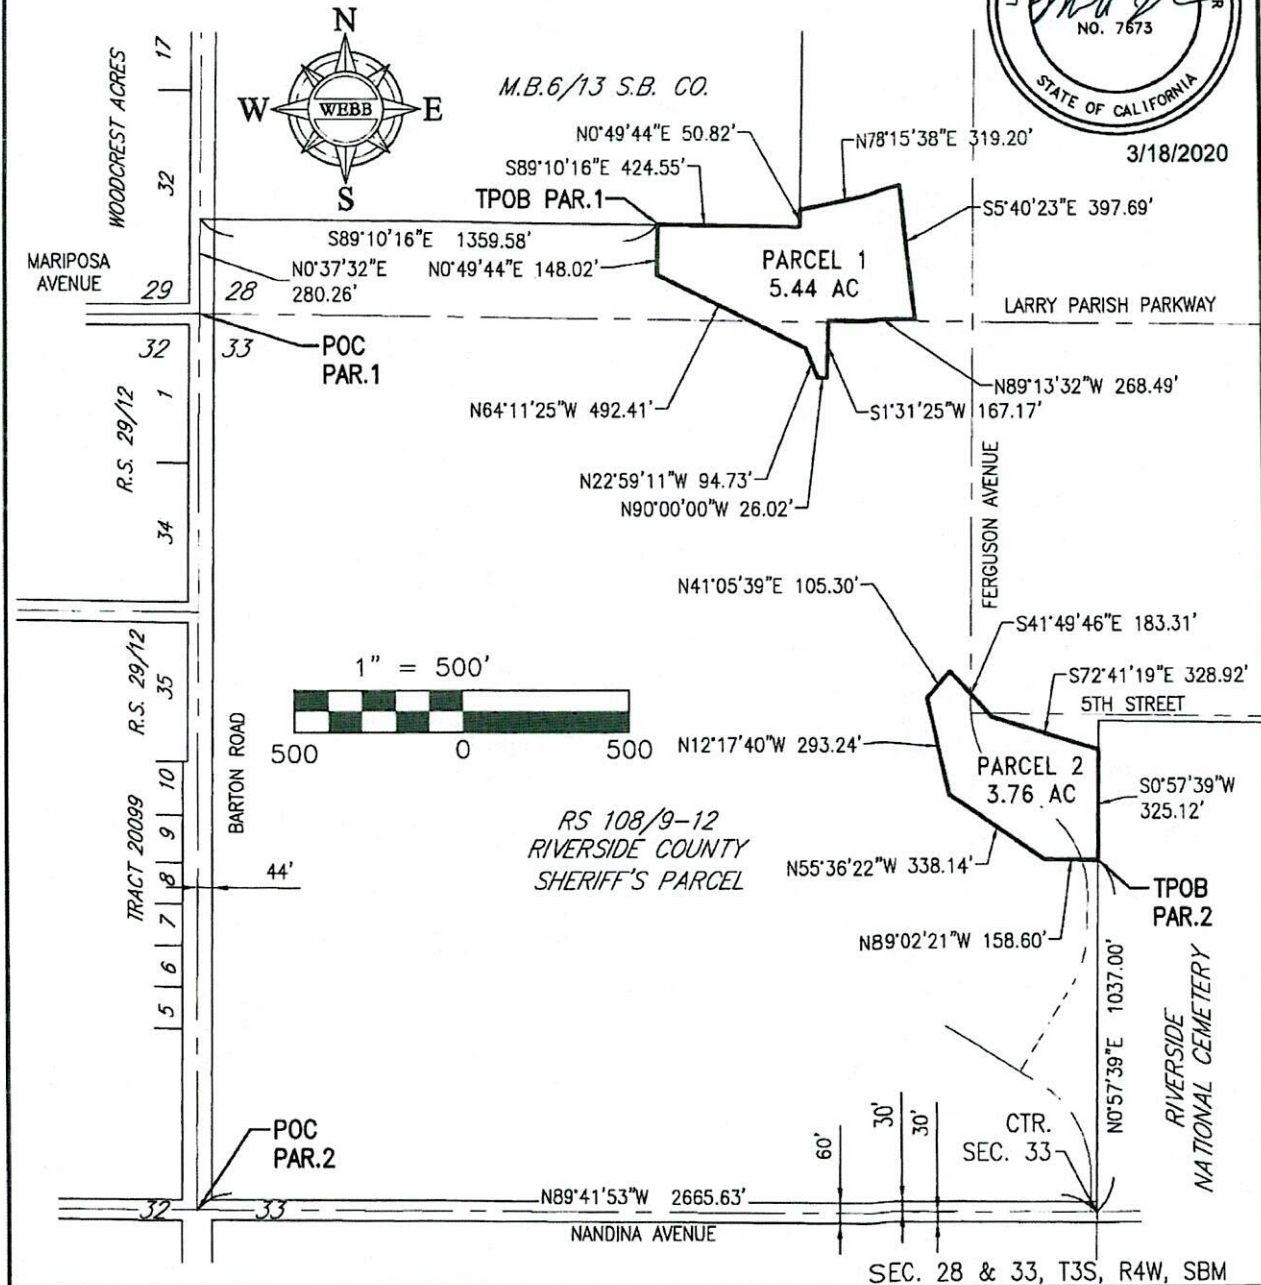 NO. 7673
STATE OF CALIFORNIA
3/18/2020
N
W
WEBB
E
S
M.B.6/13 S.B. CO.
WOODCREST ACRES
17
32
N0°49'44"E 50.82'
N78°15'38"E 319.20'
S89°10'16"E 424.55'
TPOB PAR.1
S5°40'23"E 397.69'
S89°10'16"E 1359.58'
PARCEL 1
5.44 AC
MARIPOSA
AVENUE
N0°37'32"E
280.26'
N0°49'44"E 148.02'
29
28
LARRY PARISH PARKWAY
32
33
POC
PAR.1
N89°13'32"W 268.49'
N64°11'25"W 492.41'
S1°31'25"W 167.17'
R.S. 29/12
1
34
N22°59'11"W 94.73'
N90°00'00"W 26.02'
FERGUSON AVENUE
N41°05'39"E 105.30'
S41°49'46"E 183.31'
R.S. 29/12
35
1" = 500'
500
0
500
S72°41'19"E 328.92'
5TH STREET
N12°17'40"W 293.24'
PARCEL 2
3.76 AC
S0°57'39"W
325.12'
BARTON ROAD
TRACT 20099
10
9
8
7
6
5
44'
RS 108/9-12
RIVERSIDE COUNTY
SHERIFF'S PARCEL
N55°36'22"W 338.14'
TPOB
PAR.2
N89°02'21"W 158.60'
N0°57'39"E 1037.00'
RIVERSIDE
NATIONAL CEMETERY
POC
PAR.2
60'
30'
30'
CTR.
SEC. 33
32
33
N89°41'53"W 2665.63'
NANDINA AVENUE
SEC. 28 & 33, T3S, R4W, SBM